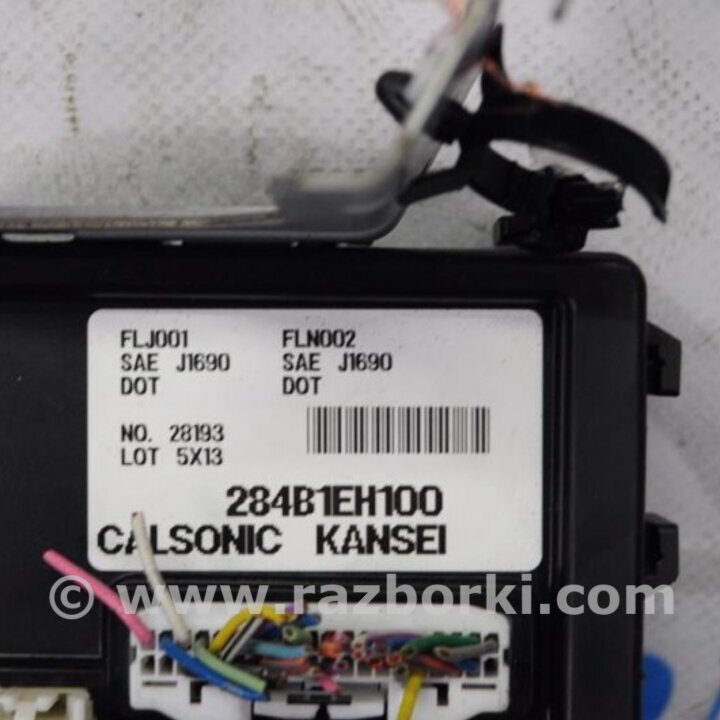 FLJ001 FLN002
SAE J1690 SAE J1690
DOT DOT
NO. 28193
LOT 5X13
284B1EH100
CALSONIC KANSEI
© www.razborki.com